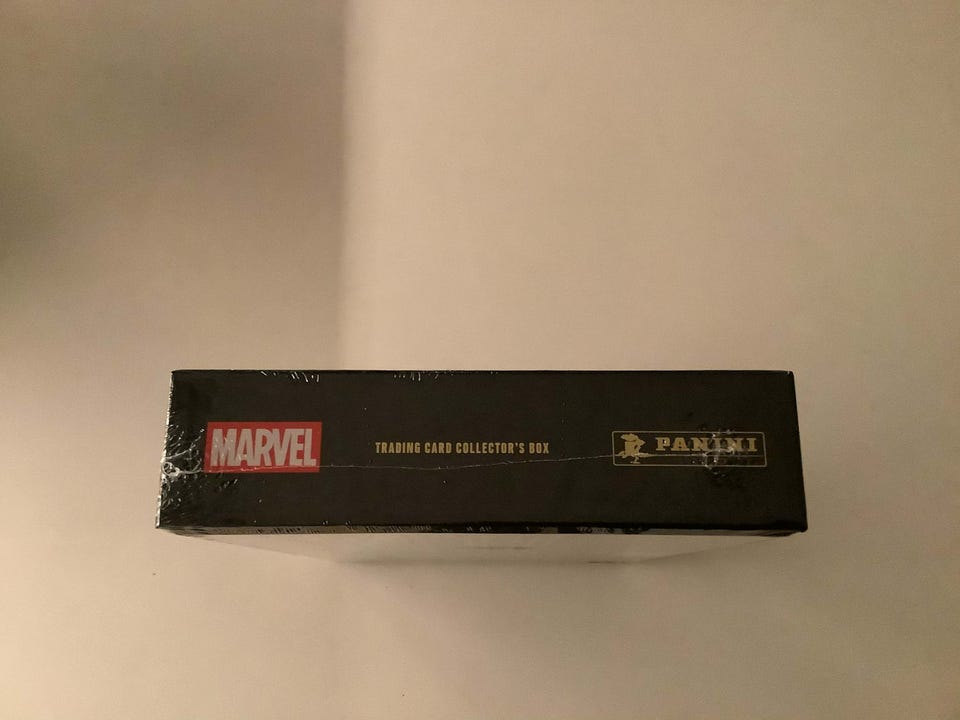 MARVEL
TRADING CARD COLLECTOR'S BOX
PANINI